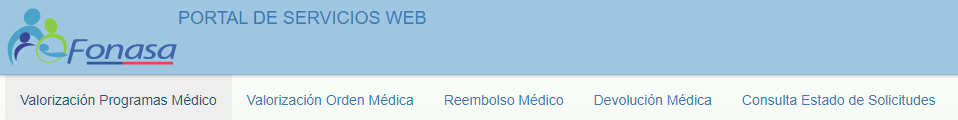 PORTAL DE SERVICIOS WEB
Fonasa
Valorización Programas Médico Valorización Orden Médica Reembolso Médico Devolución Médica Consulta Estado de Solicitudes